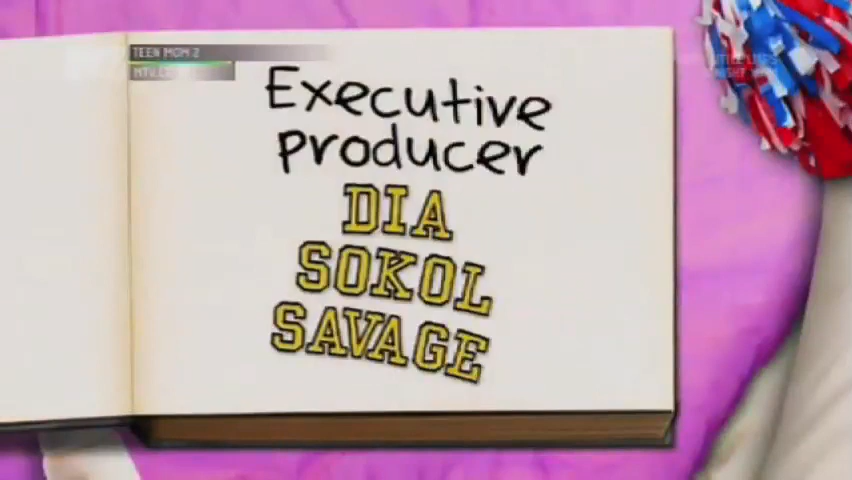 TEEN MOM 2
Executive
producer
DIA
SOKOL
SAVAGE